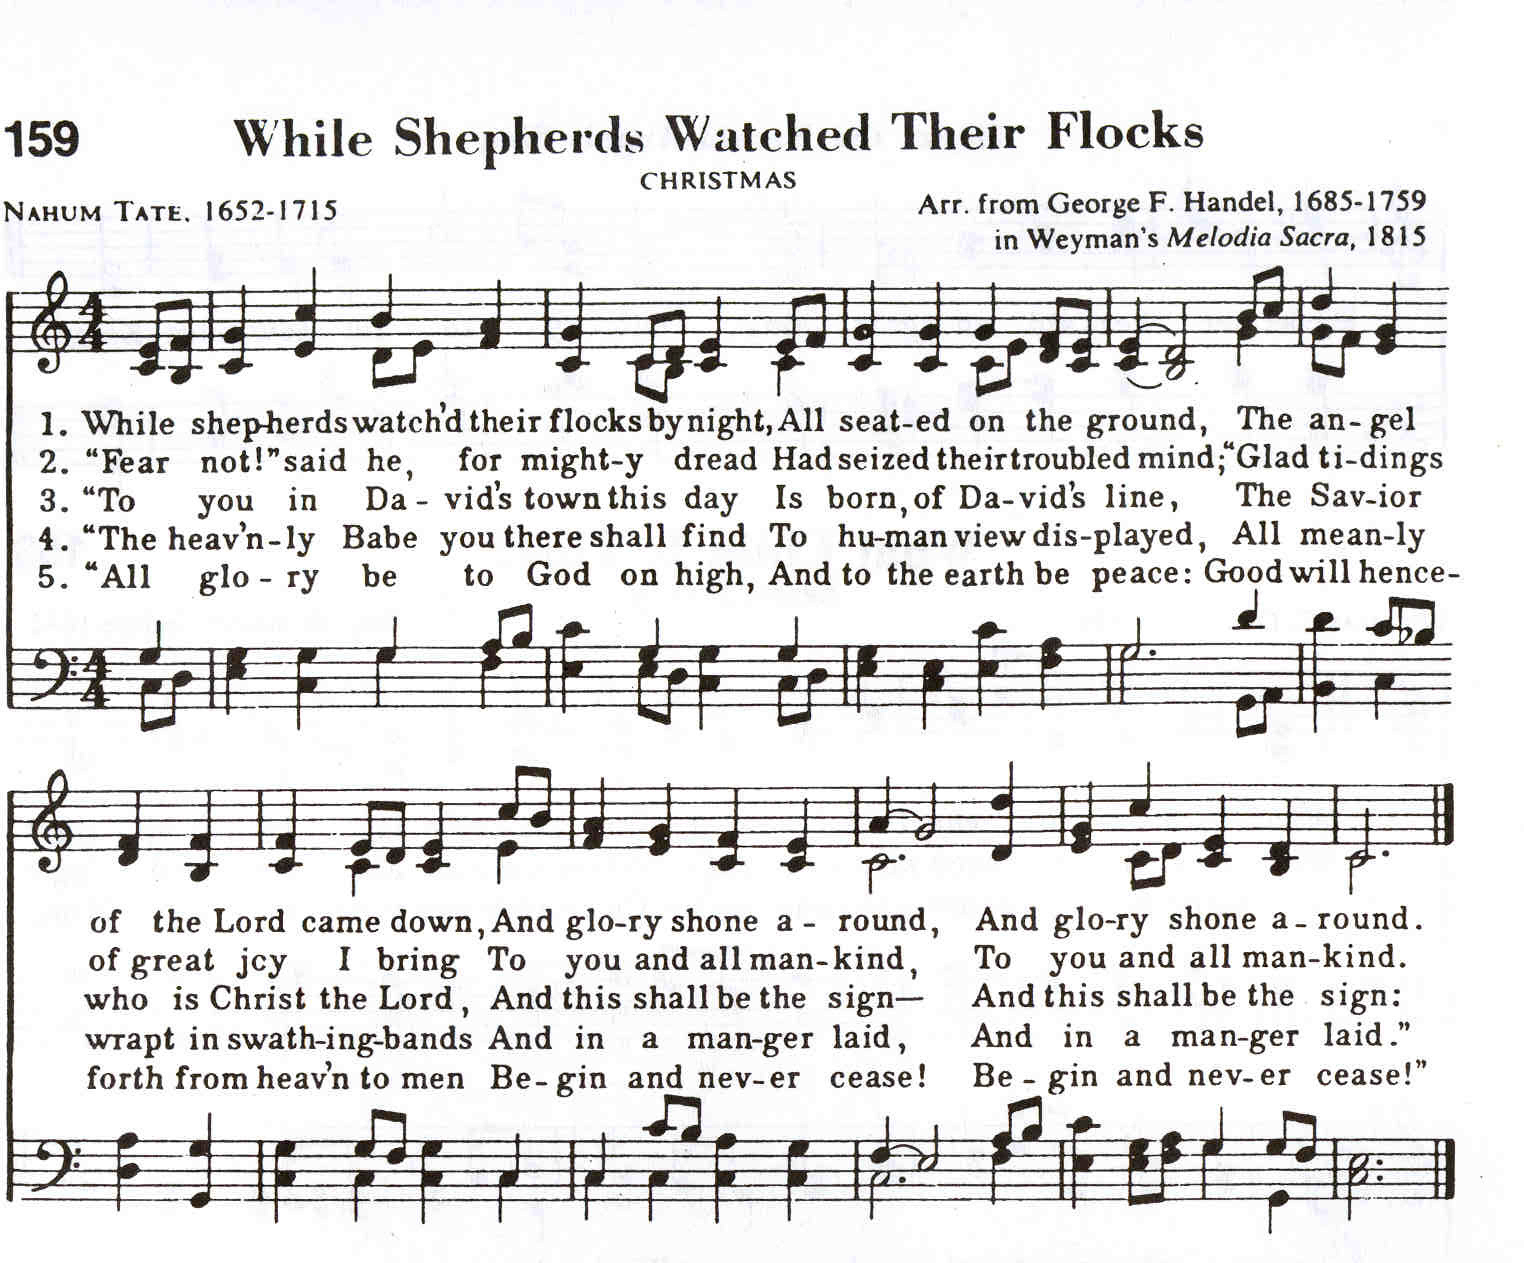 159 While Shepherds Watched Their Flocks
CHRISTMAS
NAHUM TATE. 1652-1715
Arr. from George F. Handel, 1685-1759
in Weyman's Melodia Sacra, 1815
1. While shep-herds watch'd their flocks by night, All seat-ed on the ground, The an-gel
2. “Fear not!” said he, for might-y dread Had seized their troubled mind; “Glad ti-dings
3. “To you in Da-vid's town this day Is born, of Da-vid's line, The Sav-ior
4. “The heav'n-ly Babe you there shall find To hu-man view dis-played, All mean-ly
5. “All glo-ry be to God on high, And to the earth be peace: Good will hence-
of the Lord came down, And glo-ry shone a-round, And glo-ry shone a-round.
of great jcy I bring To you and all man-kind, To you and all man-kind.
who is Christ the Lord, And this shall be the sign— And this shall be the sign:
wrapt in swath-ing-bands And in a man-ger laid, And in a man-ger laid.”
forth from heav'n to men Be-gin and nev-er cease! Be-gin and nev-er cease!”